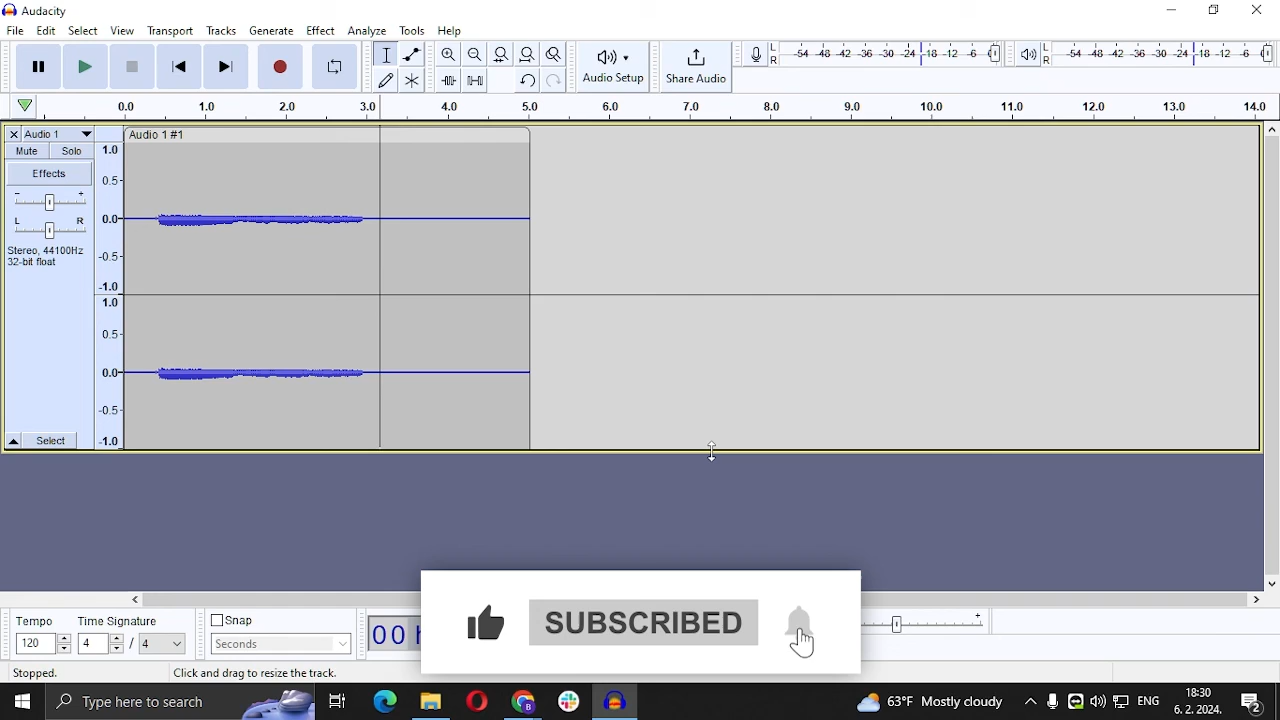 Audacity
File Edit Select View Transport Tracks Generate Effect Analyze Tools Help
Audio Setup
Share Audio
L
R
-54 -48 -42 -36 -30 -24 -18 -12 -6
L
R
-54 -48 -42 -36 -30 -24 -18 -12 -6
0.0 1.0 2.0 3.0 4.0 5.0 6.0 7.0 8.0 9.0 10.0 11.0 12.0 13.0 14.0
Audio 1
Audio 1 #1
Mute Solo
Effects
- +
L R
Stereo, 44100Hz
32-bit float
1.0
0.5-
0.0-
-0.5-
-1.0
1.0
0.5-
0.0-
-0.5-
-1.0
Select
Tempo
120
Time Signature
4 / 4
Snap
Seconds
00 h
SUBSCRIBED
+
Stopped.
Click and drag to resize the track.
Type here to search
63°F Mostly cloudy
ENG
18:30
6. 2. 2024.
2